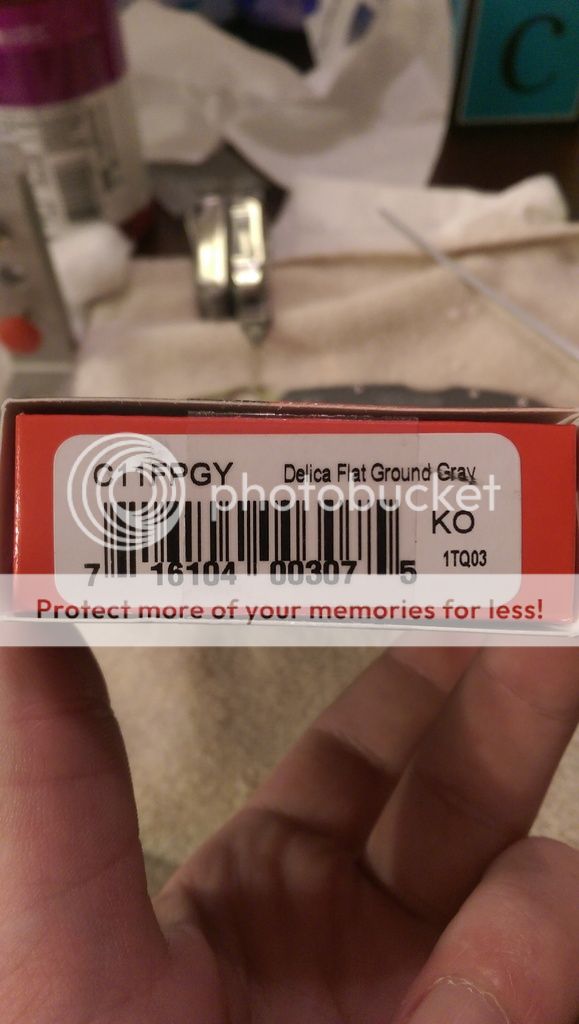 C
C11FPGY Delica Flat Ground Gray
photobucket
KO
7 16104 00307 5 1TQ03
Protect more of your memories for less!